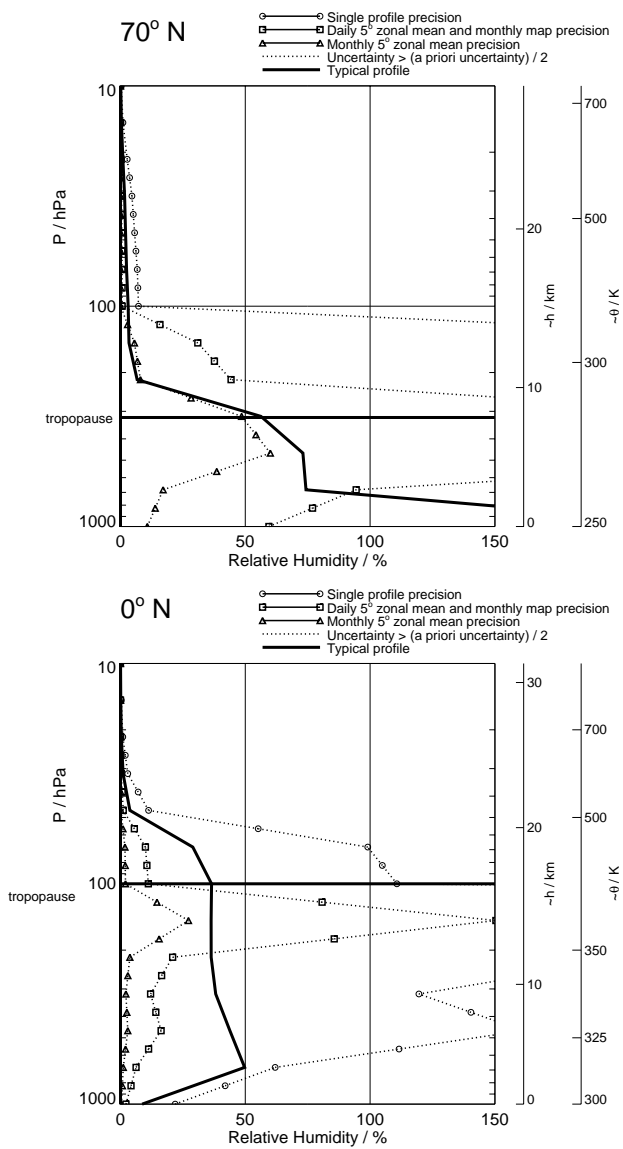 70° N
Single profile precision
Daily 5° zonal mean and monthly map precision
Monthly 5° zonal mean precision
Uncertainty > (a priori uncertainty) / 2
Typical profile
10
100
tropopause
1000
P / hPa
0
50
100
150
Relative Humidity / %
20
10
0
~h / km
700
500
300
250
~θ / K
0° N
Single profile precision
Daily 5° zonal mean and monthly map precision
Monthly 5° zonal mean precision
Uncertainty > (a priori uncertainty) / 2
Typical profile
10
100
tropopause
1000
P / hPa
0
50
100
150
Relative Humidity / %
30
20
10
0
~h / km
700
500
350
325
300
~θ / K